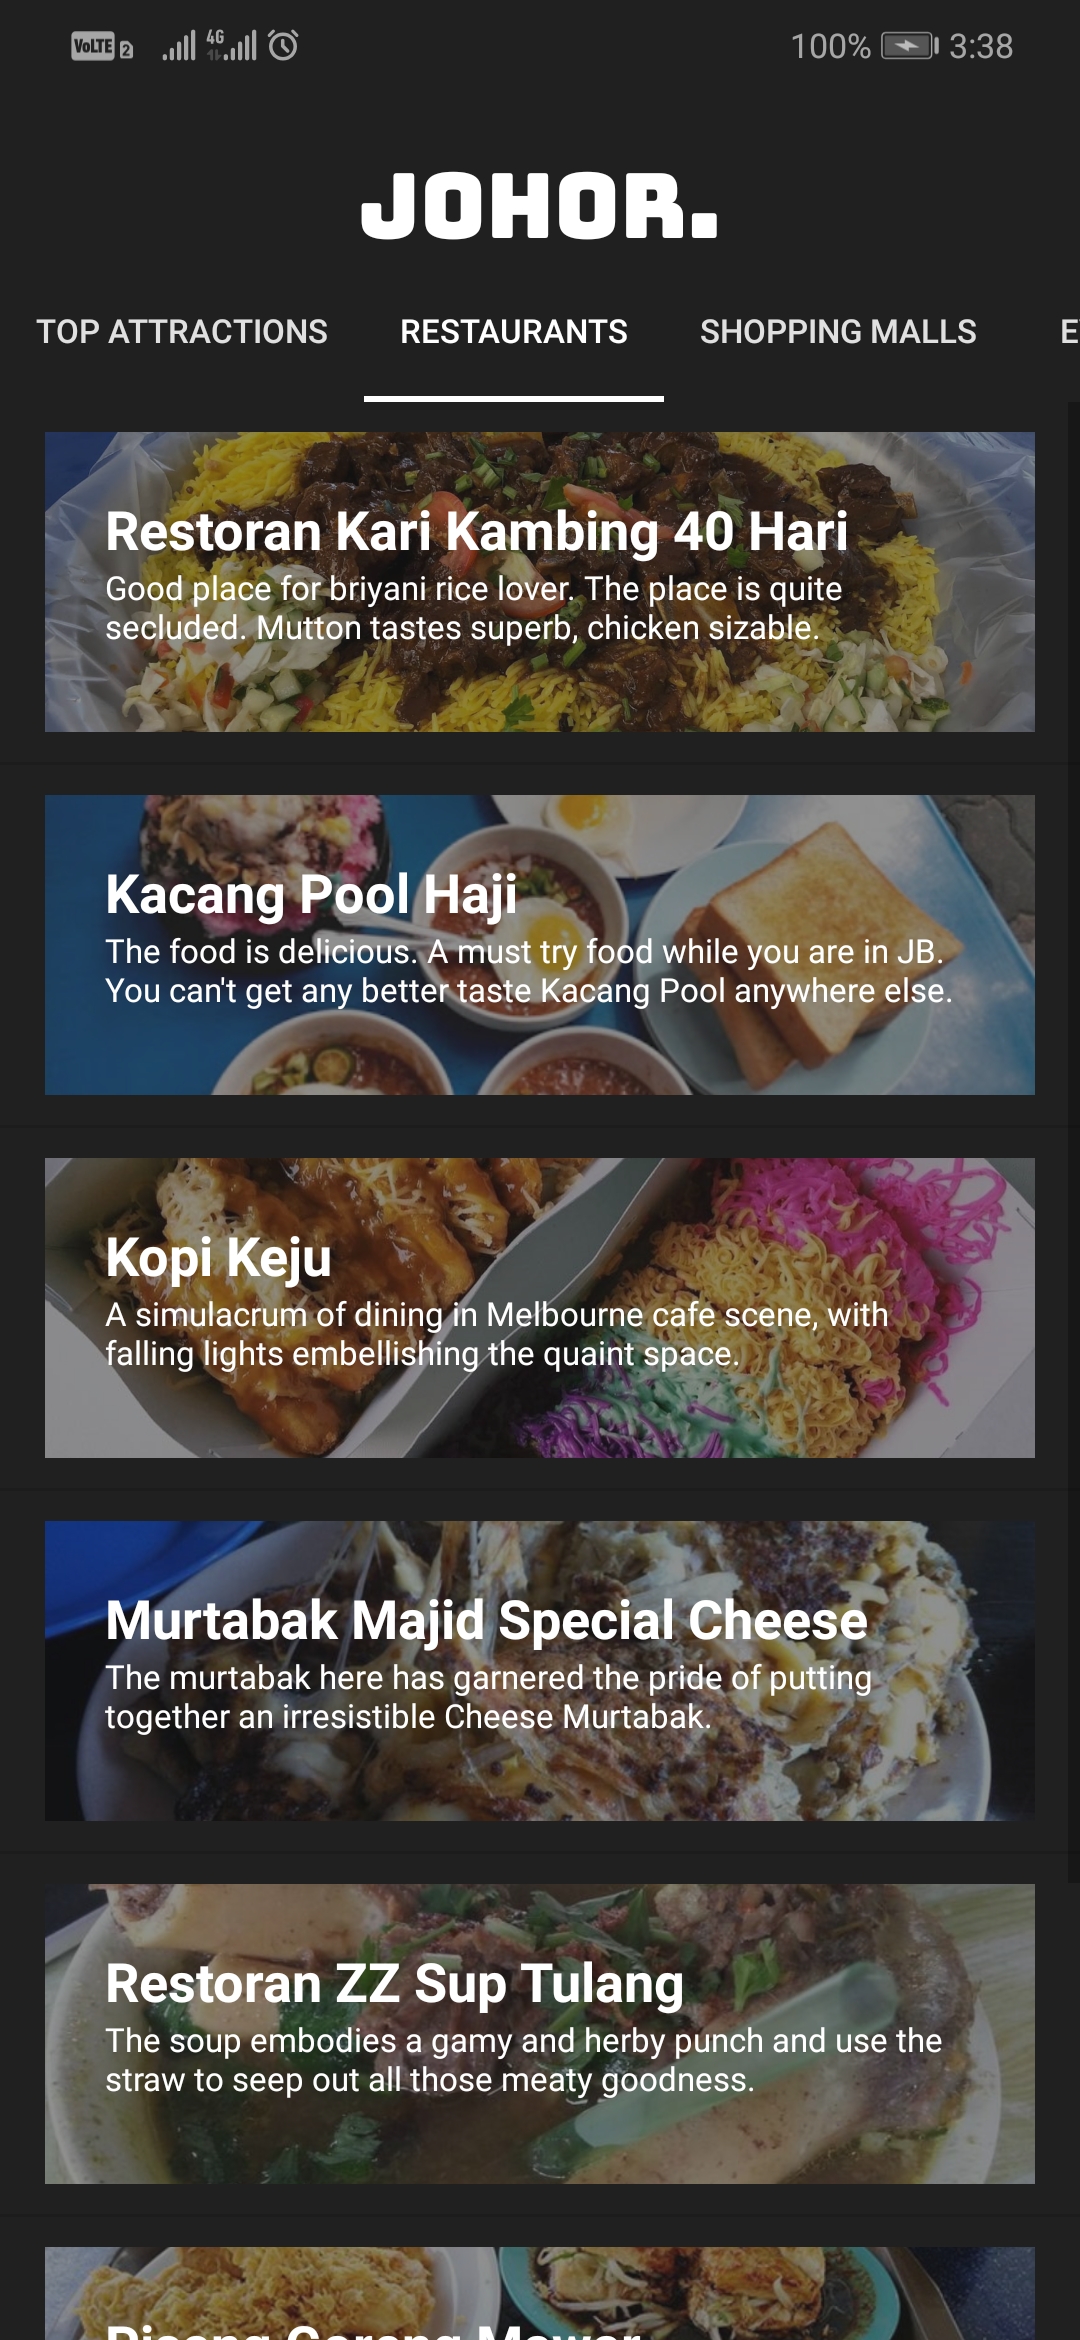 VoLTE 2 4G 100% 3:38
JOHOR.
TOP ATTRACTIONS RESTAURANTS SHOPPING MALLS
Restoran Kari Kambing 40 Hari
Good place for briyani rice lover. The place is quite
secluded. Mutton tastes superb, chicken sizable.
Kacang Pool Haji
The food is delicious. A must try food while you are in JB.
You can't get any better taste Kacang Pool anywhere else.
Kopi Keju
A simulacrum of dining in Melbourne cafe scene, with
falling lights embellishing the quaint space.
Murtabak Majid Special Cheese
The murtabak here has garnered the pride of putting
together an irresistible Cheese Murtabak.
Restoran ZZ Sup Tulang
The soup embodies a gamy and herby punch and use the
straw to seep out all those meaty goodness.
Pisang Goreng Mawar